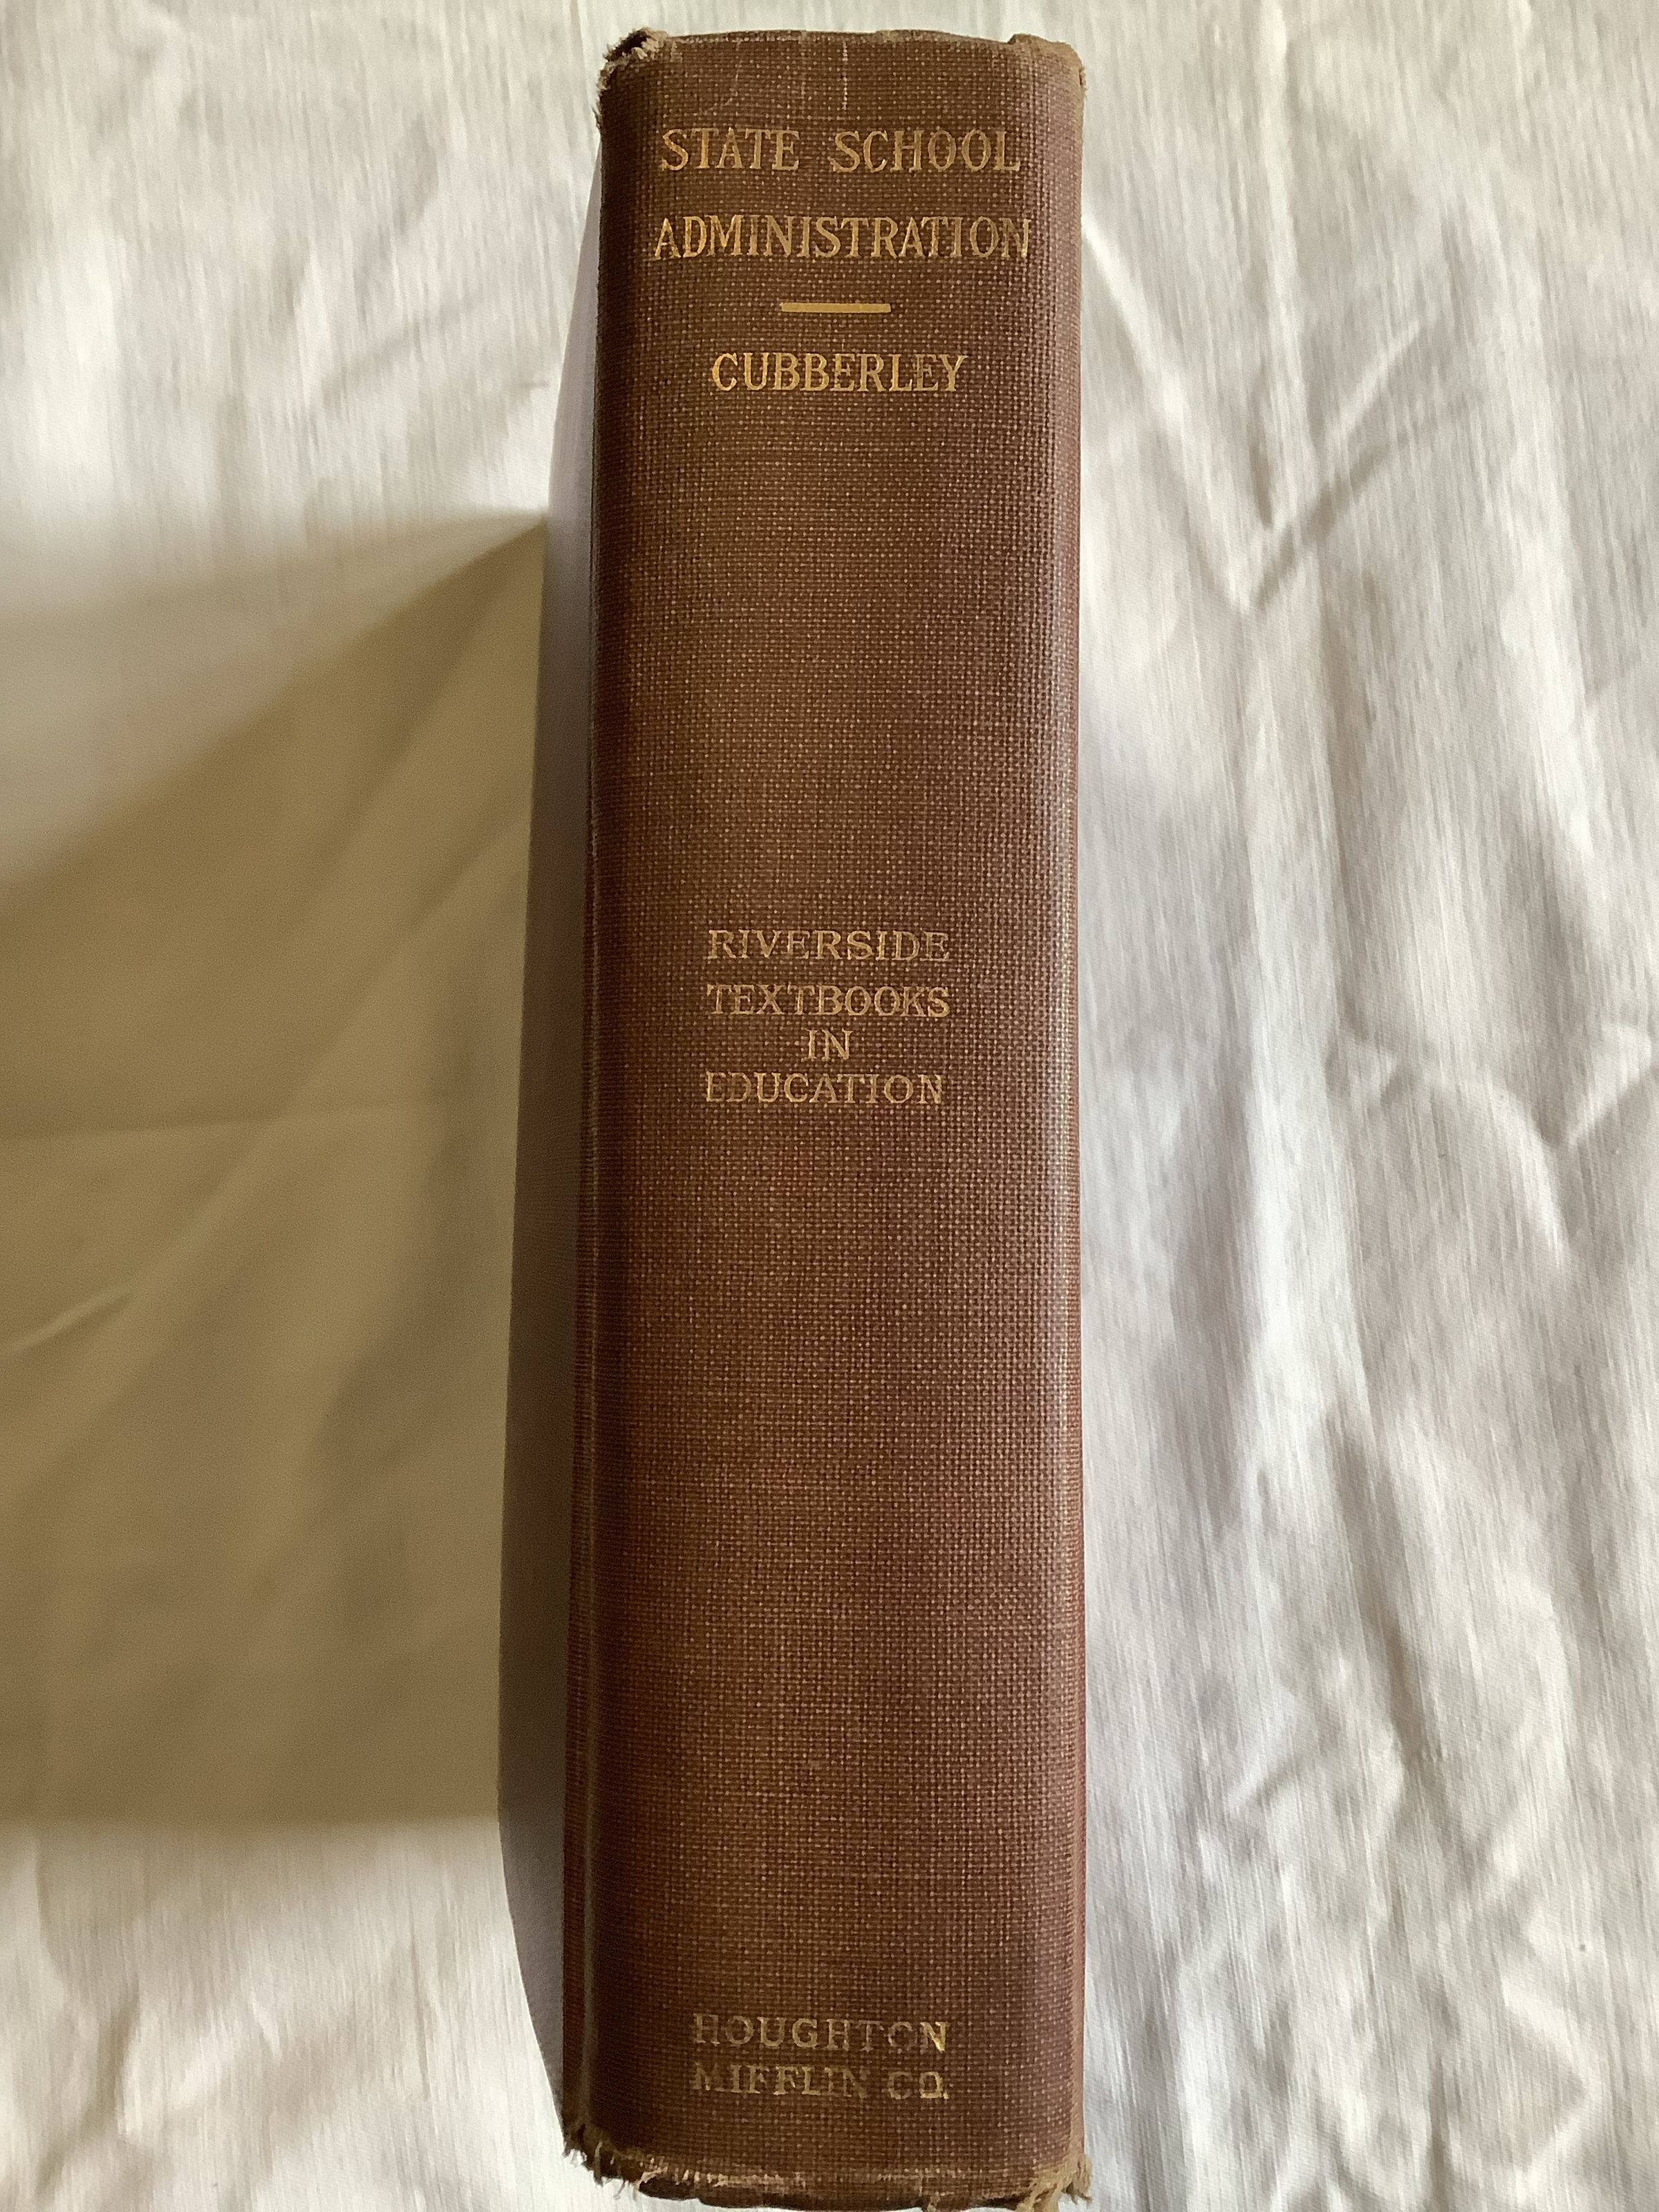 STATE SCHOOL
ADMINISTRATION
CUBBERLEY
RIVERSIDE
TEXTBOOKS
IN
EDUCATION
HOUGHTON
MIFFLIN CO.